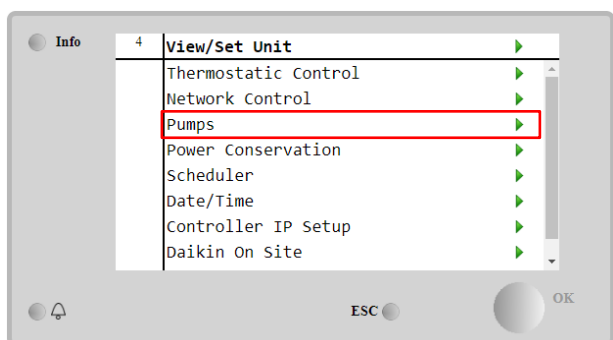 Info
4 View/Set Unit
Thermostatic Control
Network Control
Pumps
Power Conservation
Scheduler
Date/Time
Controller IP Setup
Daikin On Site
ESC
OK